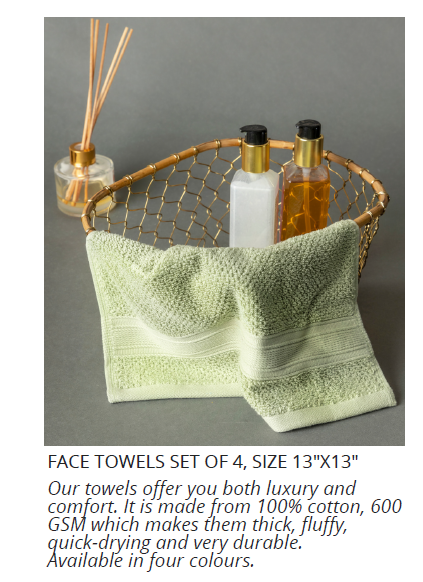 FACE TOWELS SET OF 4, SIZE 13"X13"
Our towels offer you both luxury and
comfort. It is made from 100% cotton, 600
GSM which makes them thick, fluffy,
quick-drying and very durable.
Available in four colours.